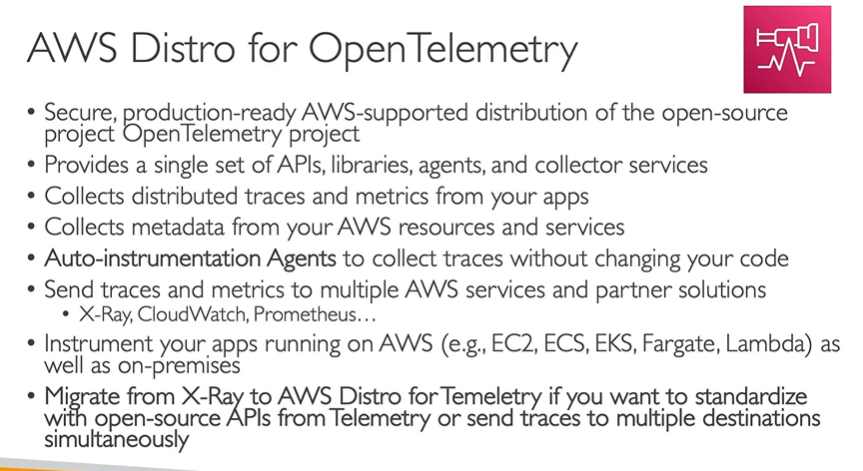 AWS Distro for OpenTelemetry
• Secure, production-ready AWS-supported distribution of the open-source
project OpenTelemetry project
• Provides a single set of APIs, libraries, agents, and collector services
• Collects distributed traces and metrics from your apps
• Collects metadata from your AWS resources and services
• Auto-instrumentation Agents to collect traces without changing your code
• Send traces and metrics to multiple AWS services and partner solutions
• X-Ray, CloudWatch, Prometheus…
• Instrument your apps running on AWS (e.g., EC2, ECS, EKS, Fargate, Lambda) as
well as on-premises
• Migrate from X-Ray to AWS Distro for Temeletry if you want to standardize
with open-source APIs from Telemetry or send traces to multiple destinations
simultaneously